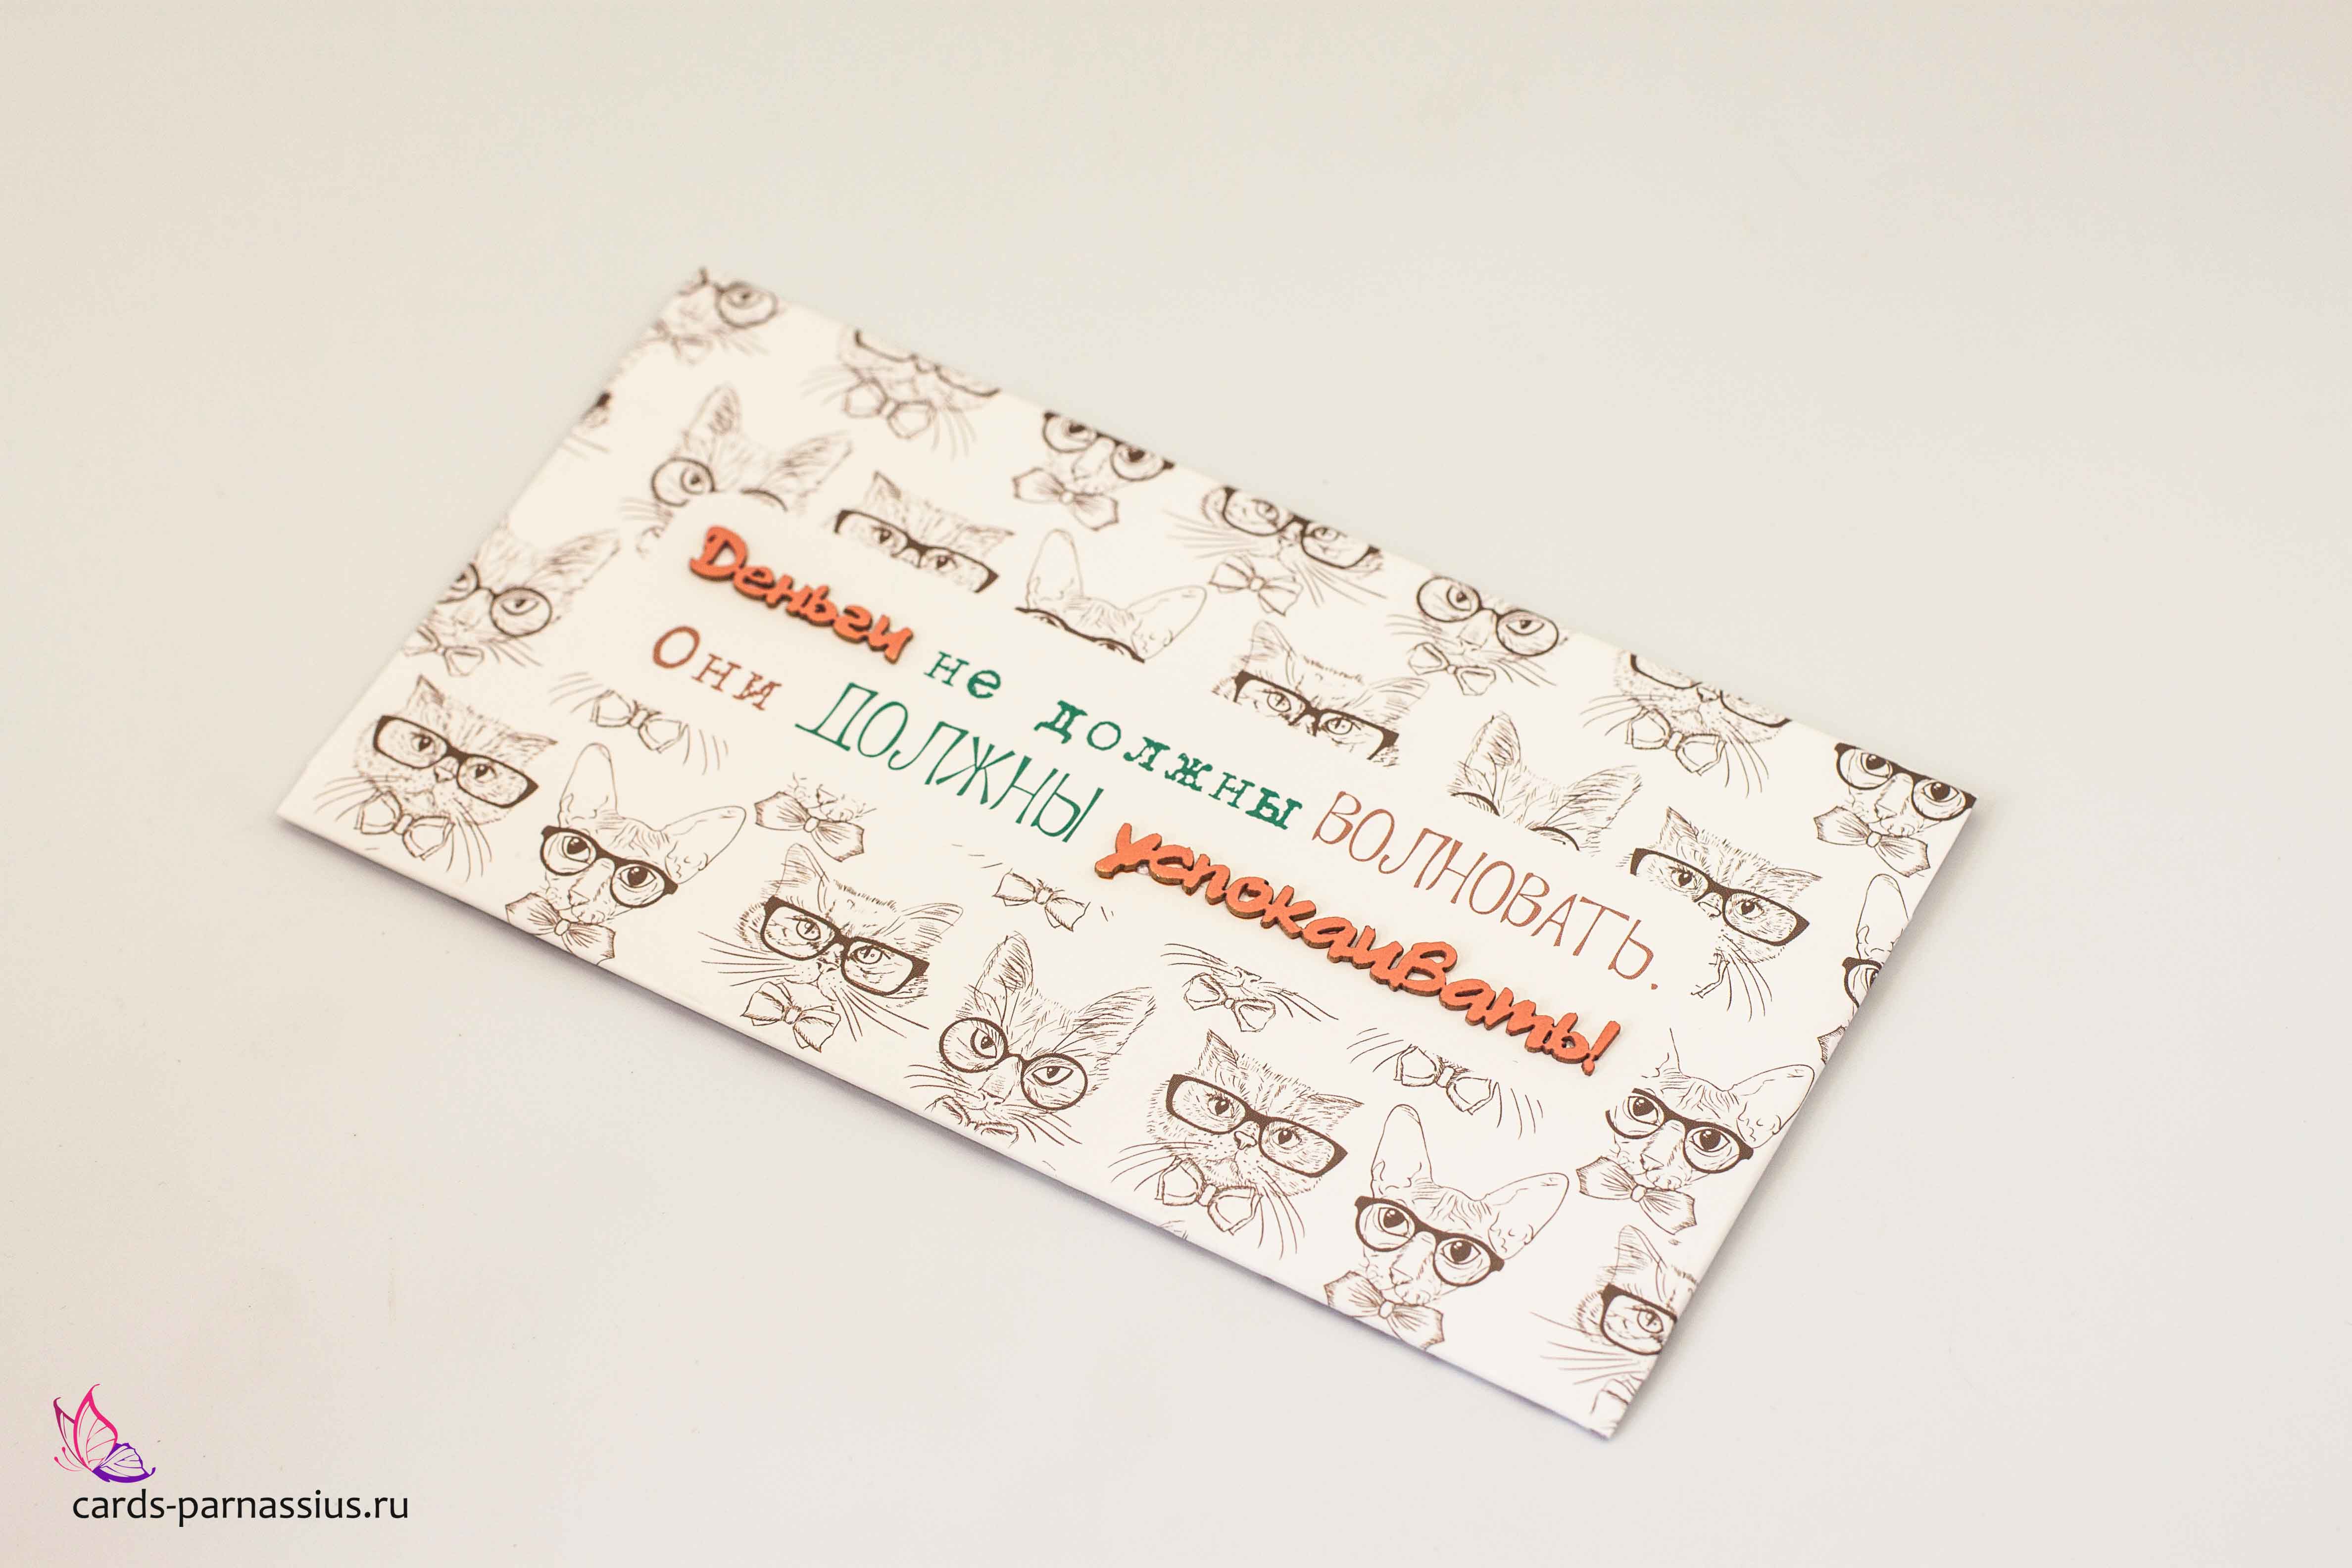 Деньги не должны ВОЛНОВАТЬ.
Они ДОЛЖНЫ успокаивать!
cards-parnassius.ru